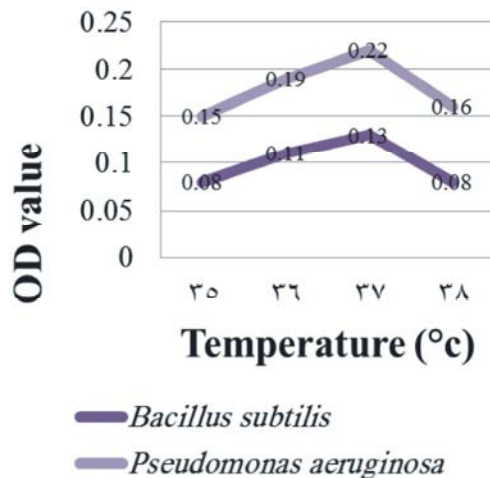 0.25
0.2
0.15
0.1
0.05
0
OD value
0.15
0.19
0.22
0.16
0.08
0.11
0.13
0.08
٣٥ ٣٦ ٣٧ ٣٨
Temperature (°c)
Bacillus subtilis
Pseudomonas aeruginosa